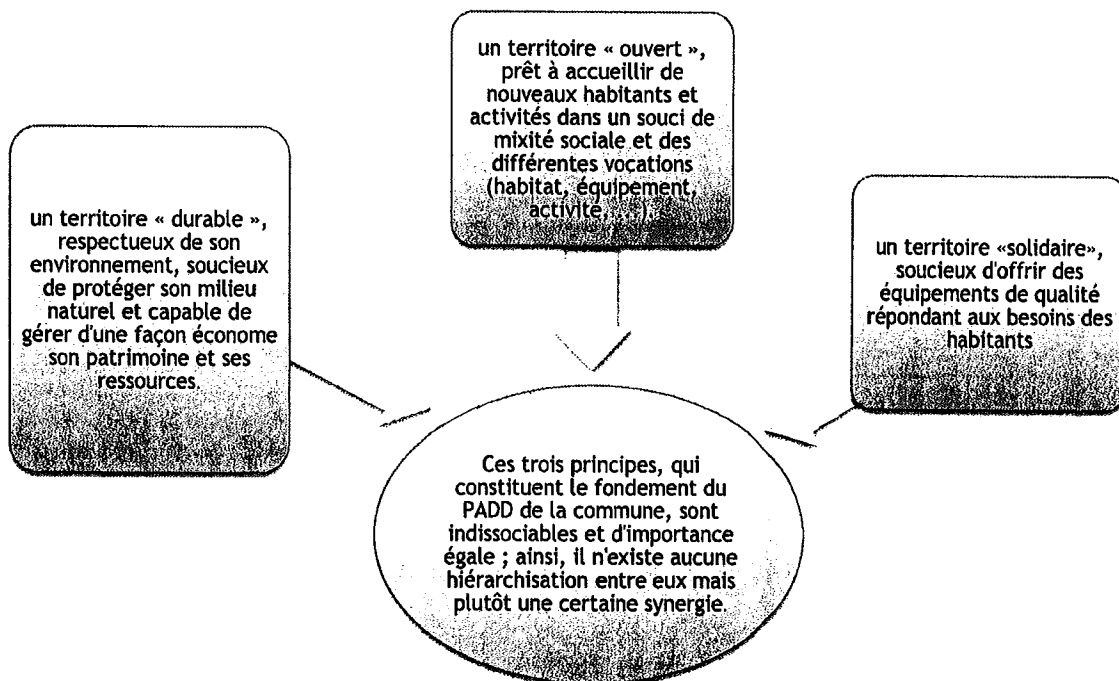 un territoire « ouvert »,
prêt à accueillir de
nouveaux habitants et
activités dans un souci de
mixité sociale et des
différentes vocations
(habitat, équipement,
activité, ...).
un territoire « durable »,
respectueux de son
environnement, soucieux
de protéger son milieu
naturel et capable de
gérer d'une façon économe
son patrimoine et ses
ressources.
un territoire «solidaire»,
soucieux d'offrir des
équipements de qualité
répondant aux besoins des
habitants
Ces trois principes, qui
constituent le fondement du
PADD de la commune, sont
indissociables et d'importance
égale ; ainsi, il n'existe aucune
hiérarchisation entre eux mais
plutôt une certaine synergie.